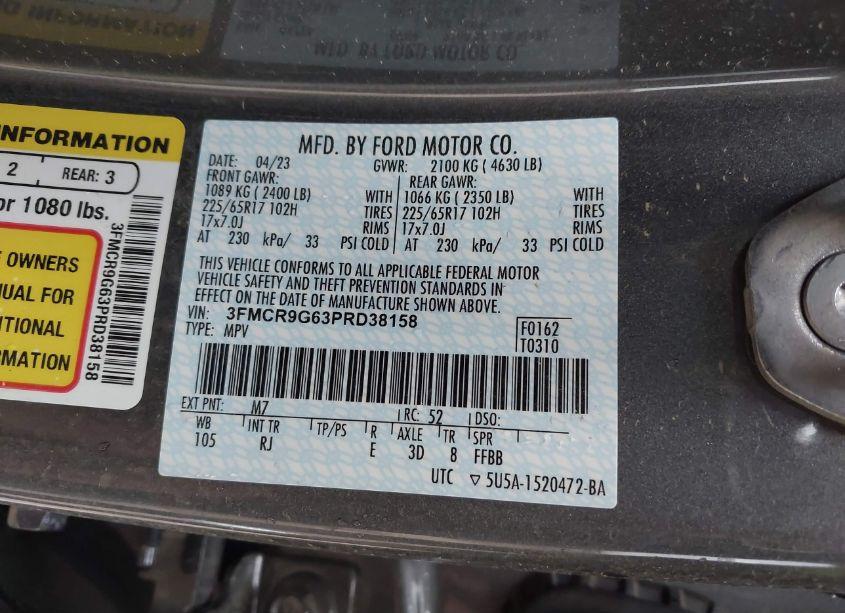 INFORMATION
2 REAR: 3
or 1080 lbs.
OWNERS
FOR
3FMCR9G63PRD38158
MFD. BY FORD MOTOR CO.
DATE: 04/23 GVWR: 2100 KG ( 4630 LB)
FRONT GAWR: REAR GAWR:
1089 KG ( 2400 LB) WITH 1066 KG ( 2350 LB) WITH
225/65R17 102H TIRES 225/65R17 102H TIRES
17x7.0J RIMS 17x7.0J RIMS
AT 230 kPa/ 33 PSI COLD AT 230 kPa/ 33 PSI COLD
THIS VEHICLE CONFORMS TO ALL APPLICABLE FEDERAL MOTOR
VEHICLE SAFETY AND THEFT PREVENTION STANDARDS IN
EFFECT ON THE DATE OF MANUFACTURE SHOWN ABOVE.
VIN: 3FMCR9G63PRD38158
TYPE: MPV
F0162
T0310
EXT PNT: M7 RC: 52 DSO:
WB INT TR TP/PS R AXLE TR SPR
105 RJ E 3D 8 FFBB
UTC ▽ 5U5A-1520472-BA